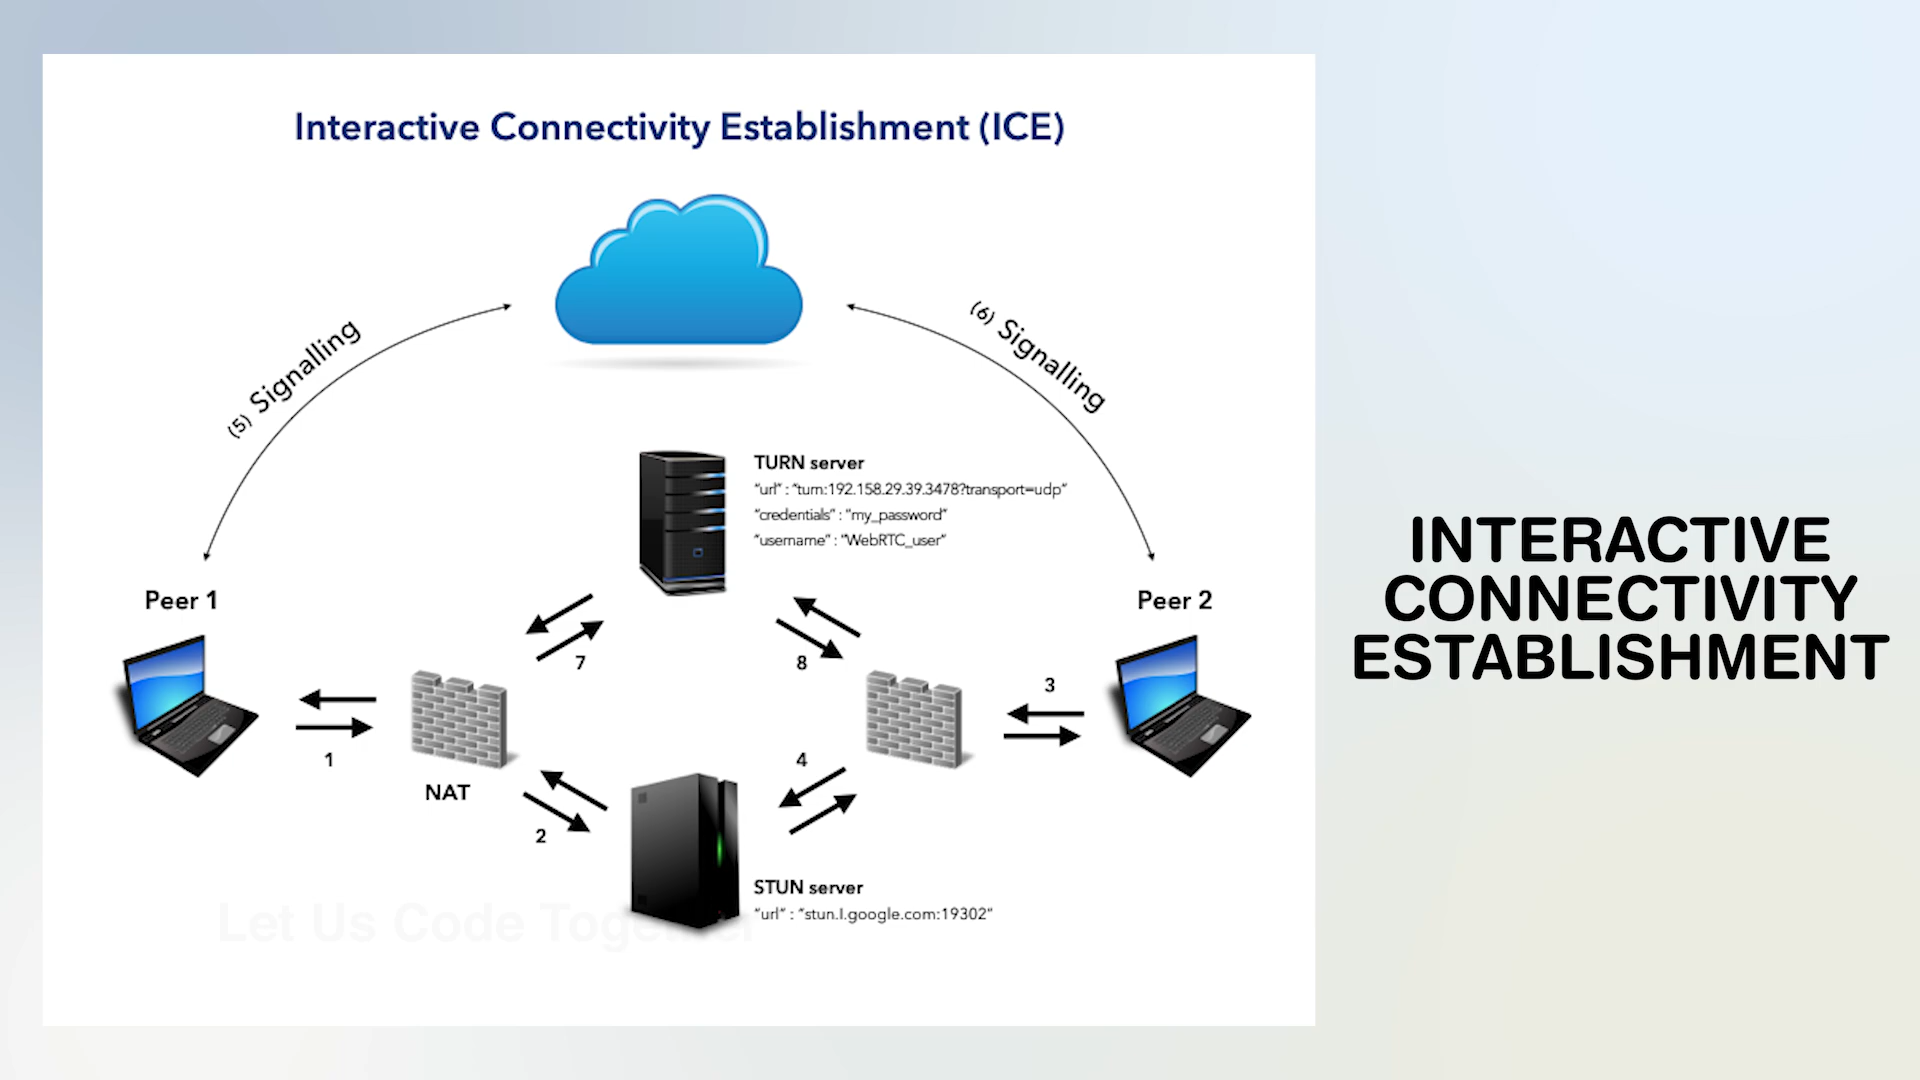 Interactive Connectivity Establishment (ICE)
(5) Signalling
(6) Signalling
TURN server
"url" : "turn:192.158.29.39.3478?transport=udp"
"credentials" : "my_password"
"username" : "WebRTC_user"
Peer 1
Peer 2
7
8
3
1
4
NAT
2
STUN server
"url" : "stun.l.google.com:19302"
Let Us Code Together
INTERACTIVE
CONNECTIVITY
ESTABLISHMENT